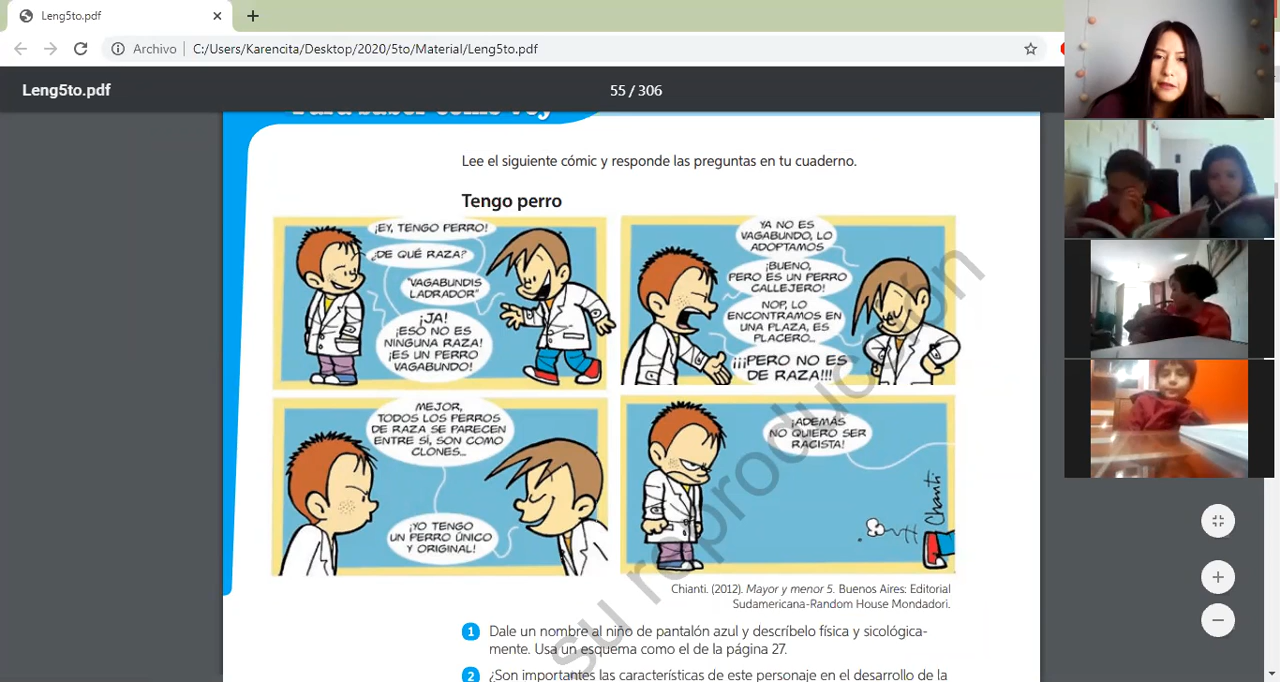 Leng5to.pdf
Archivo
C:/Users/Karencita/Desktop/2020/5to/Material/Leng5to.pdf
Leng5to.pdf
55 / 306
Para saber cómo voy
Lee el siguiente cómic y responde las preguntas en tu cuaderno.
Tengo perro
¡EY, TENGO PERRO!
¿DE QUÉ RAZA?
"VAGABUNDIS
LADRADOR"
¡JA!
¡ESO NO ES
NINGUNA RAZA!
¡ES UN PERRO
VAGABUNDO!
YA NO ES
VAGABUNDO, LO
ADOPTAMOS
¡BUENO,
PERO ES UN PERRO
CALLEJERO!
NOP, LO
ENCONTRAMOS EN
UNA PLAZA, ES
PLACERO...
¡¡¡PERO NO ES
DE RAZA!!!
MEJOR,
TODOS LOS PERROS
DE RAZA SE PARECEN
ENTRE SÍ, SON COMO
CLONES...
¡YO TENGO
UN PERRO ÚNICO
Y ORIGINAL!
¡ADEMÁS
NO QUIERO SER
RACISTA!
Chanti
Chianti. (2012). Mayor y menor 5. Buenos Aires: Editorial
Sudamericana-Random House Mondadori.
1 Dale un nombre al niño de pantalón azul y descríbelo física y sicológica-
mente. Usa un esquema como el de la página 27.
2 ¿Son importantes las características de este personaje en el desarrollo de la
su reproducción